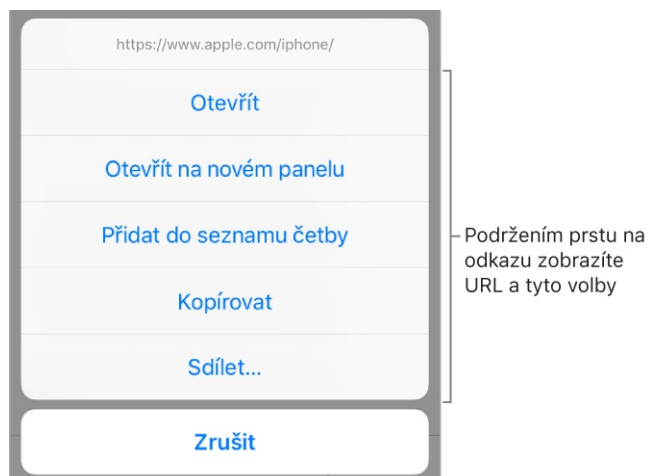 https://www.apple.com/iphone/
Otevřít
Otevřít na novém panelu
Přidat do seznamu četby
Kopírovat
Sdílet...
Zrušit
Podržením prstu na
odkazu zobrazíte
URL a tyto volby